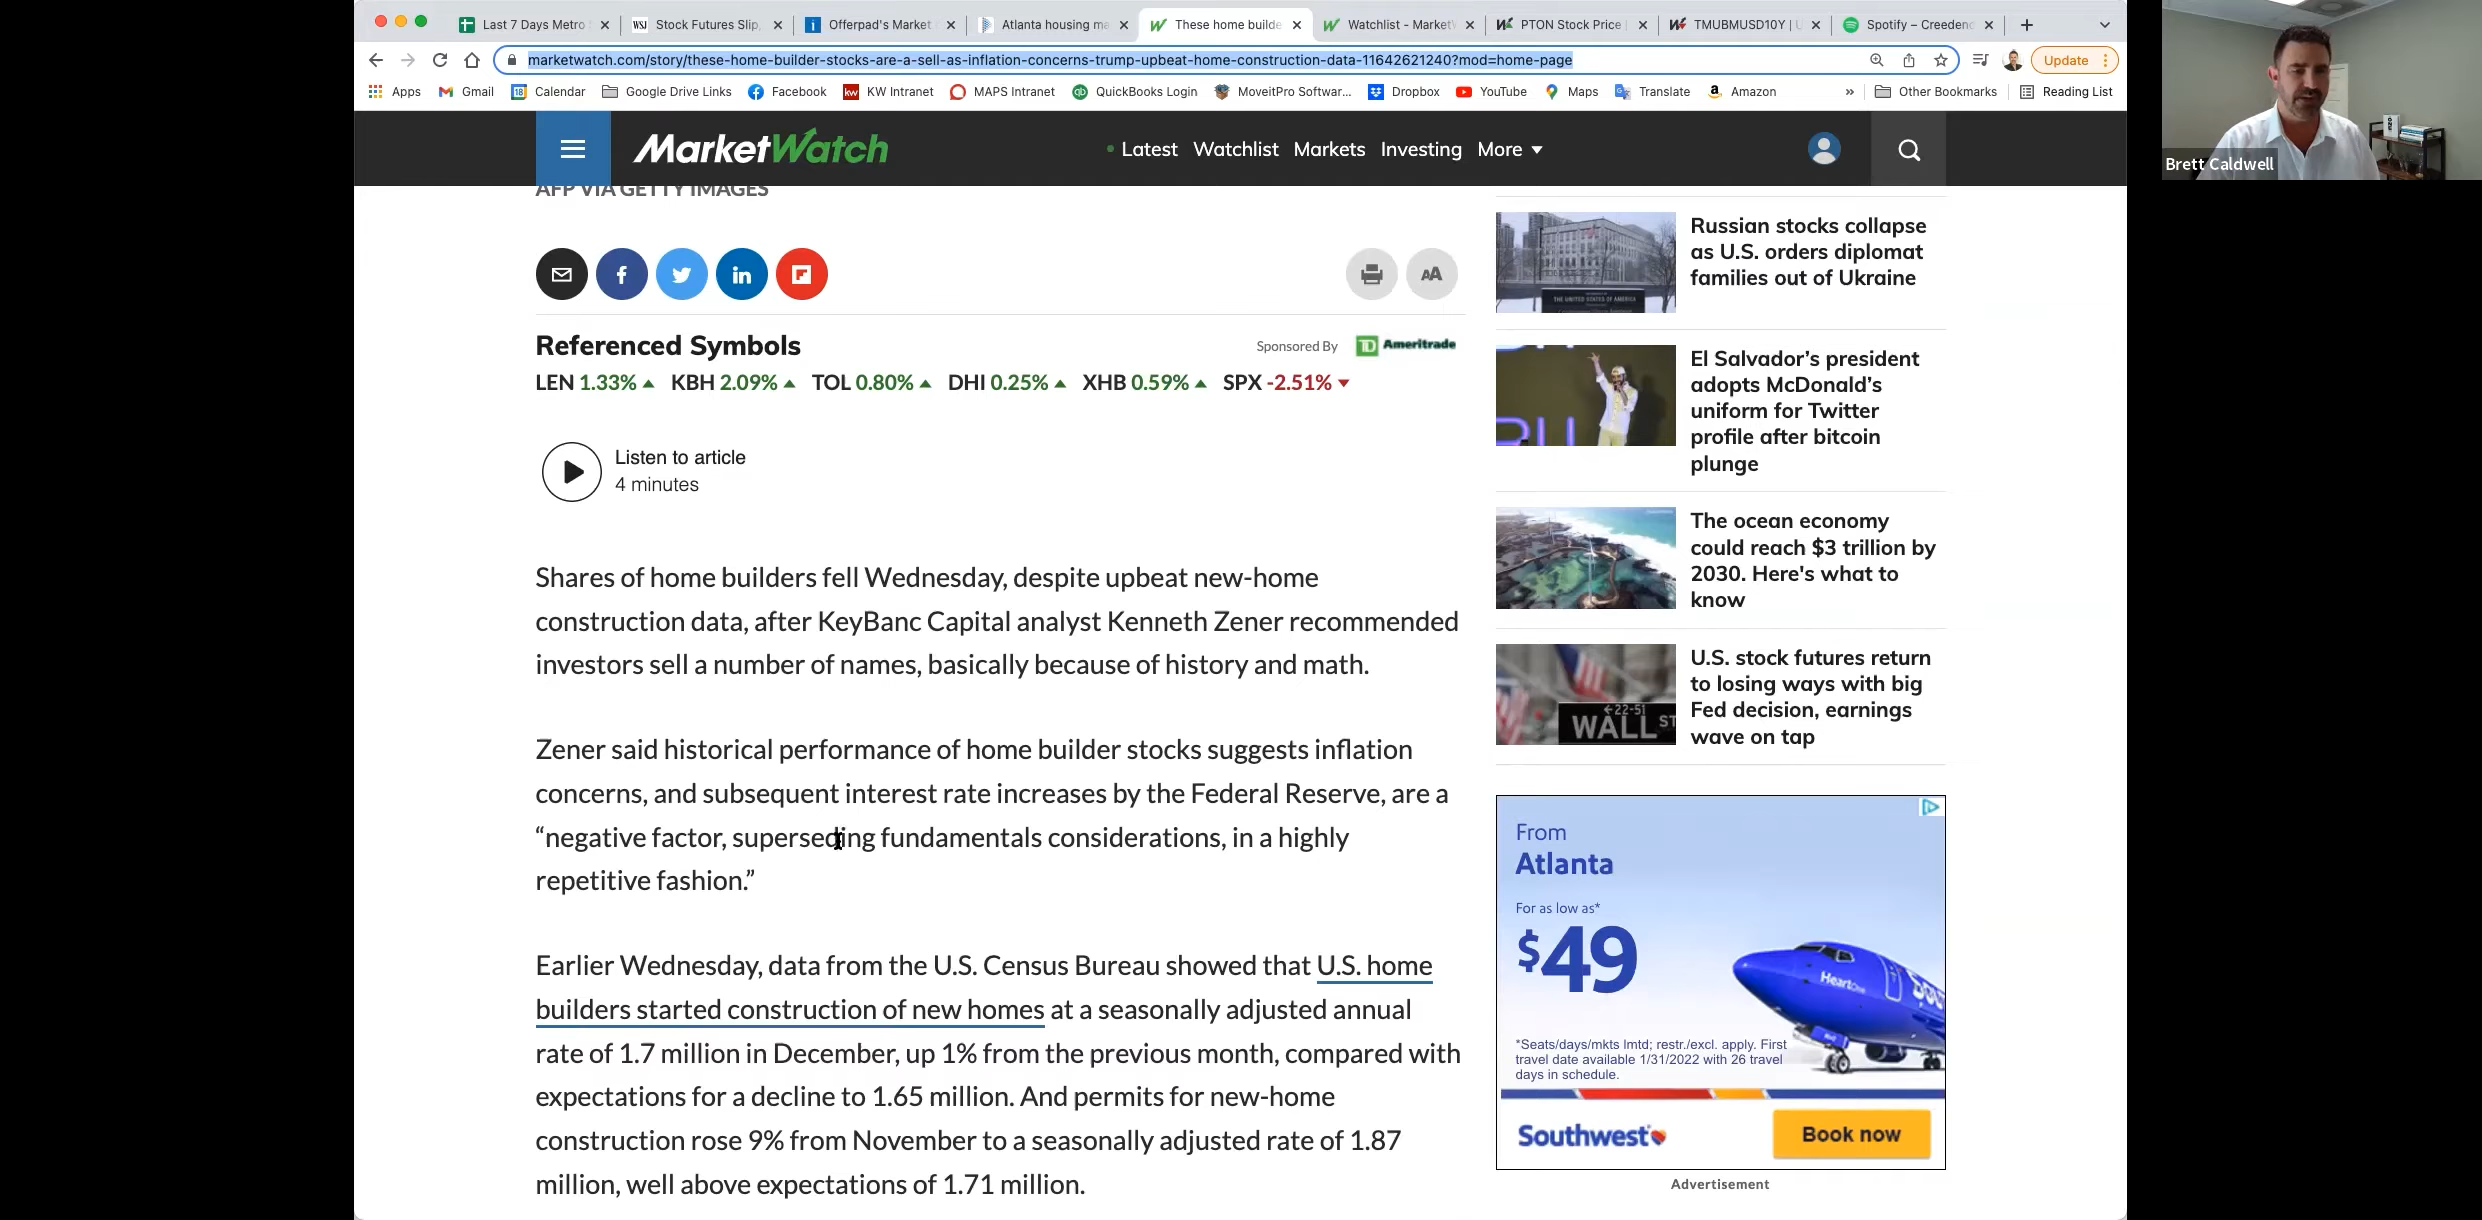 Last 7 Days Metro
Stock Futures Slip,
Offerpad's Market
Atlanta housing ma
These home builde
Watchlist - Market
PTON Stock Price
TMUBMUSD10Y | U
Spotify – Creedenc
marketwatch.com/story/these-home-builder-stocks-are-a-sell-as-inflation-concerns-trump-upbeat-home-construction-data-11642621240?mod=home-page
Update
Apps
Gmail
Calendar
Google Drive Links
Facebook
KW Intranet
MAPS Intranet
QuickBooks Login
MoveitPro Softwar...
Dropbox
YouTube
Maps
Translate
Amazon
»
Other Bookmarks
Reading List
MarketWatch
Latest
Watchlist
Markets
Investing
More
Brett Caldwell
AFP VIA GETTY IMAGES
AA
Referenced Symbols
Sponsored By
TD Ameritrade
LEN 1.33% KBH 2.09% TOL 0.80% DHI 0.25% XHB 0.59% SPX -2.51%
Listen to article
4 minutes
Shares of home builders fell Wednesday, despite upbeat new-home
construction data, after KeyBanc Capital analyst Kenneth Zener recommended
investors sell a number of names, basically because of history and math.
Zener said historical performance of home builder stocks suggests inflation
concerns, and subsequent interest rate increases by the Federal Reserve, are a
“negative factor, superseding fundamentals considerations, in a highly
repetitive fashion.”
Earlier Wednesday, data from the U.S. Census Bureau showed that U.S. home
builders started construction of new homes at a seasonally adjusted annual
rate of 1.7 million in December, up 1% from the previous month, compared with
expectations for a decline to 1.65 million. And permits for new-home
construction rose 9% from November to a seasonally adjusted rate of 1.87
million, well above expectations of 1.71 million.
THE UNITED STATES OF AMERICA
Russian stocks collapse
as U.S. orders diplomat
families out of Ukraine
El Salvador’s president
adopts McDonald’s
uniform for Twitter
profile after bitcoin
plunge
The ocean economy
could reach $3 trillion by
2030. Here's what to
know
22-51
WALL ST
U.S. stock futures return
to losing ways with big
Fed decision, earnings
wave on tap
From
Atlanta
For as low as*
$49
Heart One
*Seats/days/mkts lmtd; restr./excl. apply. First
travel date available 1/31/2022 with 26 travel
days in schedule.
Southwest
Book now
Advertisement